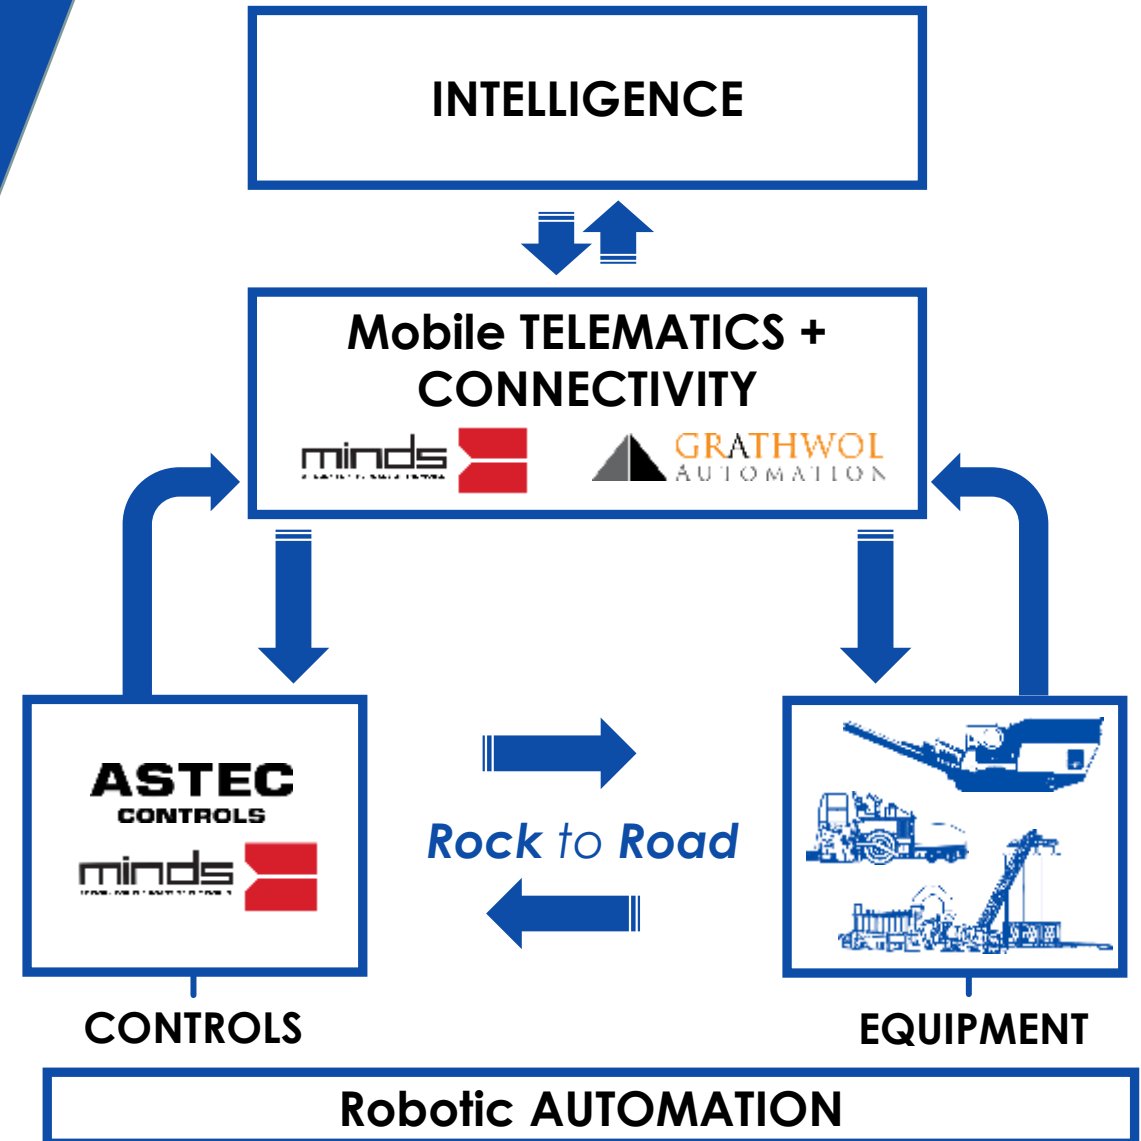 INTELLIGENCE
Mobile TELEMATICS +
CONNECTIVITY
minds
GRATHWOL
AUTOMATION
ASTEC
CONTROLS
minds
Rock to Road
CONTROLS
EQUIPMENT
Robotic AUTOMATION